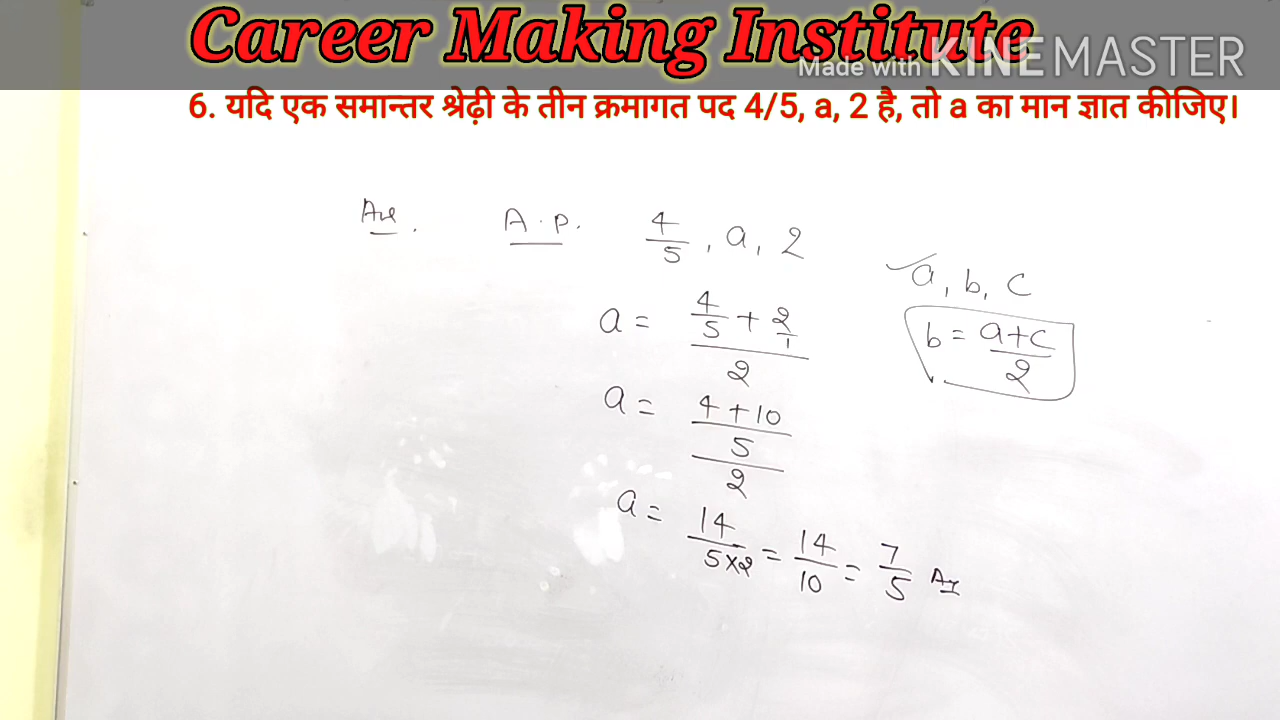 Career Making Institute
Made with KINEMASTER
6. यदि एक समान्तर श्रेढ़ी के तीन क्रमागत पद 4/5, a, 2 है, तो a का मान ज्ञात कीजिए।
Ans. A.P. 4/5, a, 2
a, b, c
a = (4/5 + 2/1)/2
b = (a+c)/2
a = ((4+10)/5)/2
a = 14/(5×2) = 14/10 = 7/5 Ans